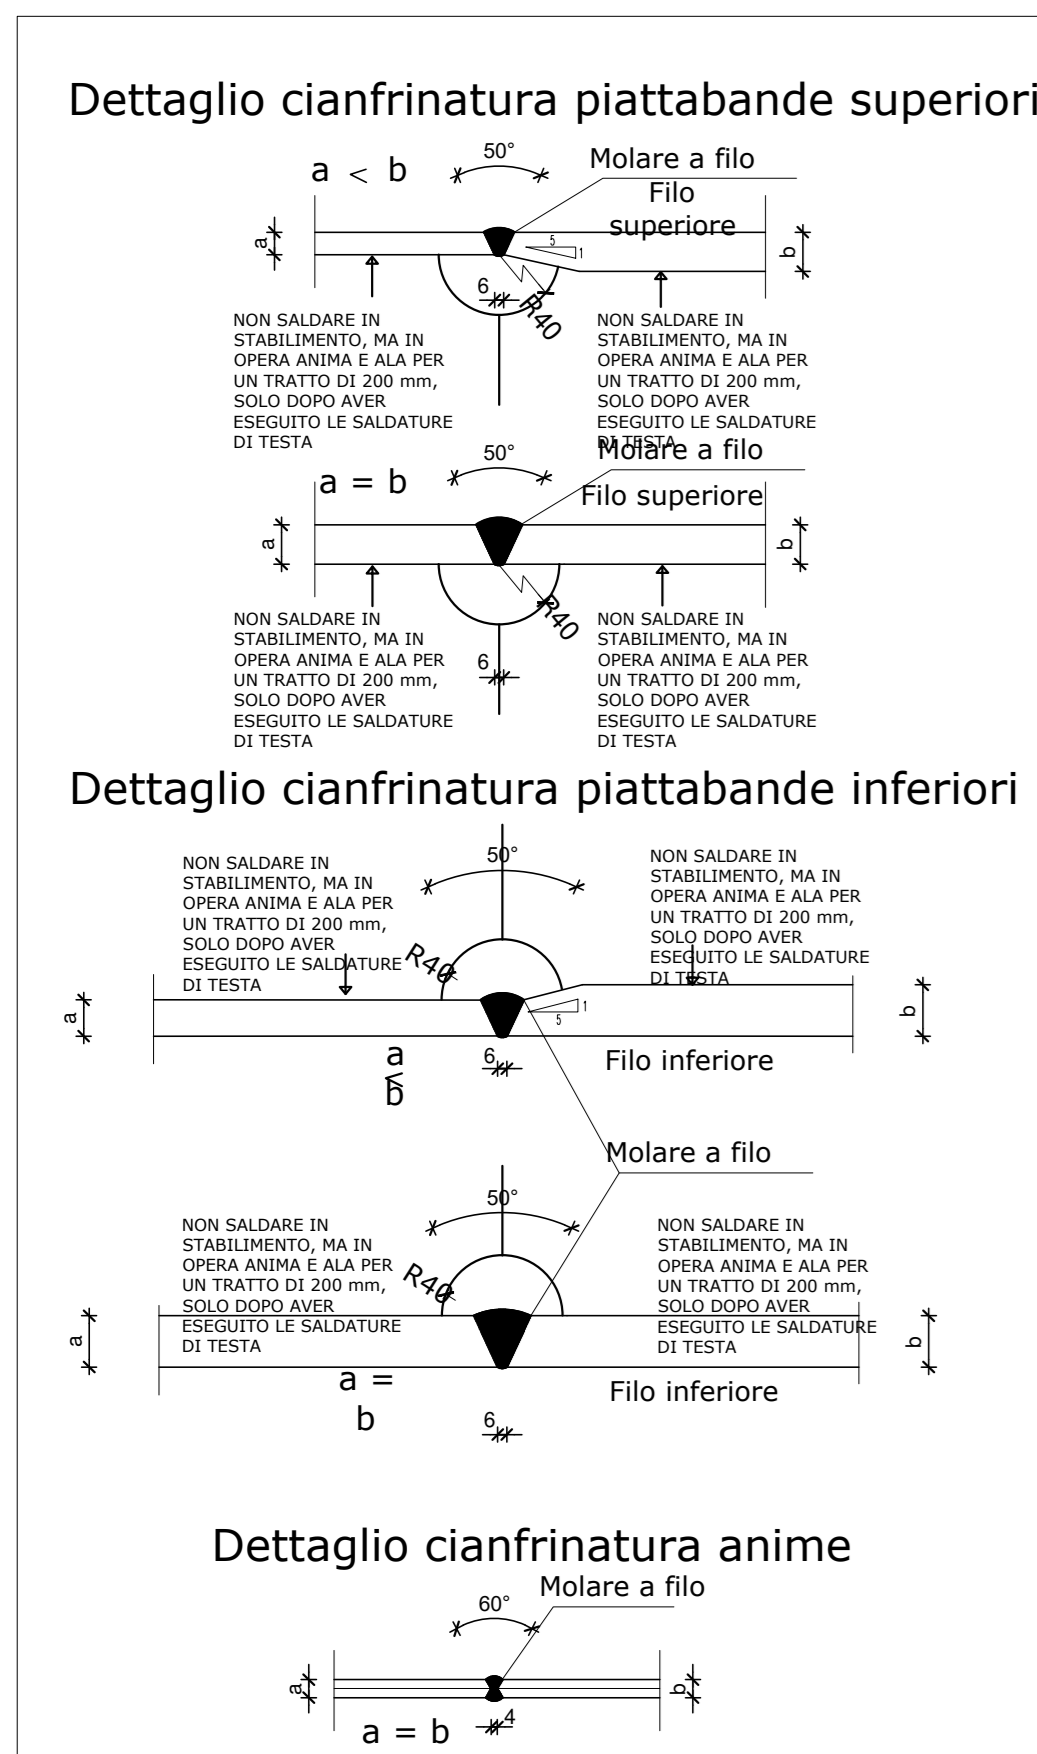 Dettaglio cianfrinatura piattabande superiori
a < b
50°
Molare a filo
Filo
superiore
a
5
1
b
6
R40
NON SALDARE IN
STABILIMENTO, MA IN
OPERA ANIMA E ALA PER
UN TRATTO DI 200 mm,
SOLO DOPO AVER
ESEGUITO LE SALDATURE
DI TESTA
NON SALDARE IN
STABILIMENTO, MA IN
OPERA ANIMA E ALA PER
UN TRATTO DI 200 mm,
SOLO DOPO AVER
ESEGUITO LE SALDATURE
DI TESTA
a = b
50°
Molare a filo
Filo superiore
a
b
R40
6
NON SALDARE IN
STABILIMENTO, MA IN
OPERA ANIMA E ALA PER
UN TRATTO DI 200 mm,
SOLO DOPO AVER
ESEGUITO LE SALDATURE
DI TESTA
NON SALDARE IN
STABILIMENTO, MA IN
OPERA ANIMA E ALA PER
UN TRATTO DI 200 mm,
SOLO DOPO AVER
ESEGUITO LE SALDATURE
DI TESTA
Dettaglio cianfrinatura piattabande inferiori
50°
NON SALDARE IN
STABILIMENTO, MA IN
OPERA ANIMA E ALA PER
UN TRATTO DI 200 mm,
SOLO DOPO AVER
ESEGUITO LE SALDATURE
DI TESTA
NON SALDARE IN
STABILIMENTO, MA IN
OPERA ANIMA E ALA PER
UN TRATTO DI 200 mm,
SOLO DOPO AVER
ESEGUITO LE SALDATURE
DI TESTA
R40
a
1
5
b
a
<
b
6
Filo inferiore
Molare a filo
50°
NON SALDARE IN
STABILIMENTO, MA IN
OPERA ANIMA E ALA PER
UN TRATTO DI 200 mm,
SOLO DOPO AVER
ESEGUITO LE SALDATURE
DI TESTA
NON SALDARE IN
STABILIMENTO, MA IN
OPERA ANIMA E ALA PER
UN TRATTO DI 200 mm,
SOLO DOPO AVER
ESEGUITO LE SALDATURE
DI TESTA
R40
a
b
a =
b
Filo inferiore
6
Dettaglio cianfrinatura anime
Molare a filo
60°
a
b
4
a = b